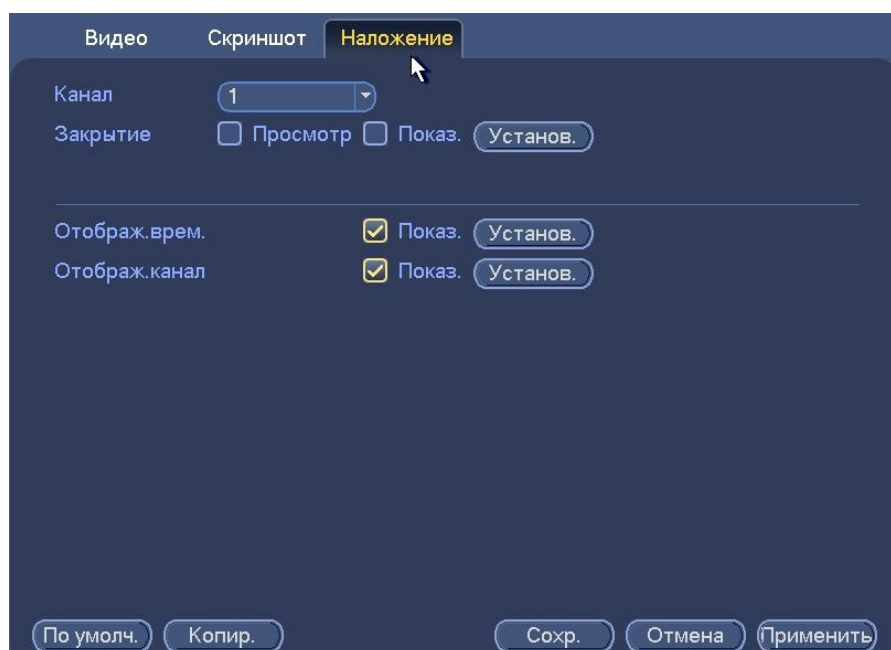 Видео Скриншот Наложение
Канал 1
Закрытие Просмотр Показ. Установ.
Отображ.врем. Показ. Установ.
Отображ.канал Показ. Установ.
По умолч. Копир. Сохр. Отмена Применить